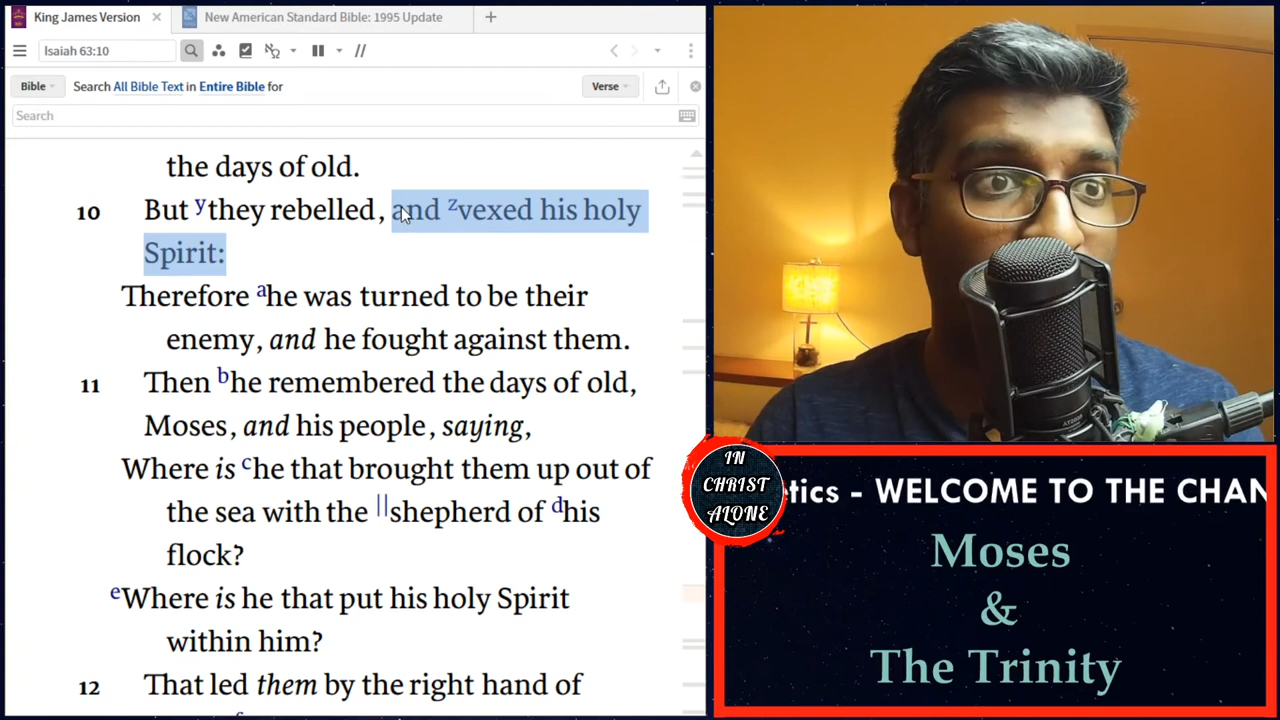 King James Version
New American Standard Bible: 1995 Update
Isaiah 63:10
Bible Search All Bible Text in Entire Bible for Verse
Search
the days of old.
10 But y they rebelled, and z vexed his holy
Spirit:
Therefore a he was turned to be their
enemy, and he fought against them.
11 Then b he remembered the days of old,
Moses, and his people, saying,
Where is c he that brought them up out of
the sea with the || shepherd of d his
flock?
e Where is he that put his holy Spirit
within him?
12 That led them by the right hand of
IN
CHRIST
ALONE
etics - WELCOME TO THE CHAN
Moses
&
The Trinity